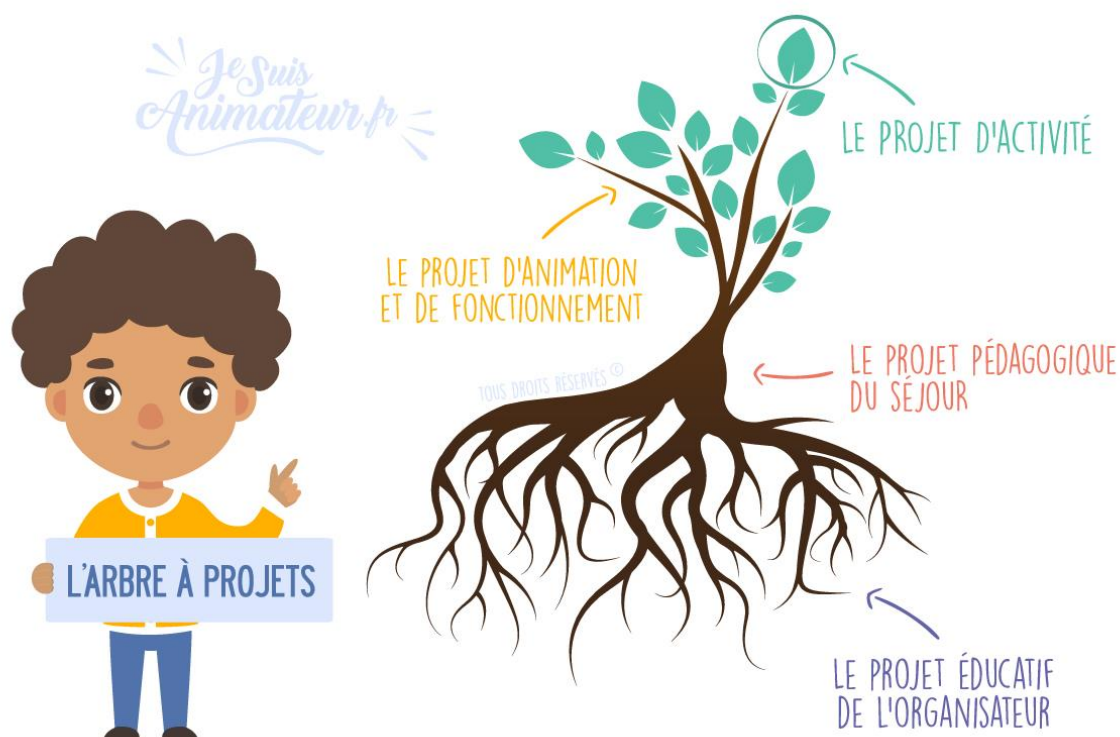 Je Suis
Animateur.fr
LE PROJET D'ACTIVITÉ
LE PROJET D'ANIMATION
ET DE FONCTIONNEMENT
LE PROJET PÉDAGOGIQUE
DU SÉJOUR
TOUS DROITS RÉSERVÉS ©
L'ARBRE À PROJETS
LE PROJET ÉDUCATIF
DE L'ORGANISATEUR